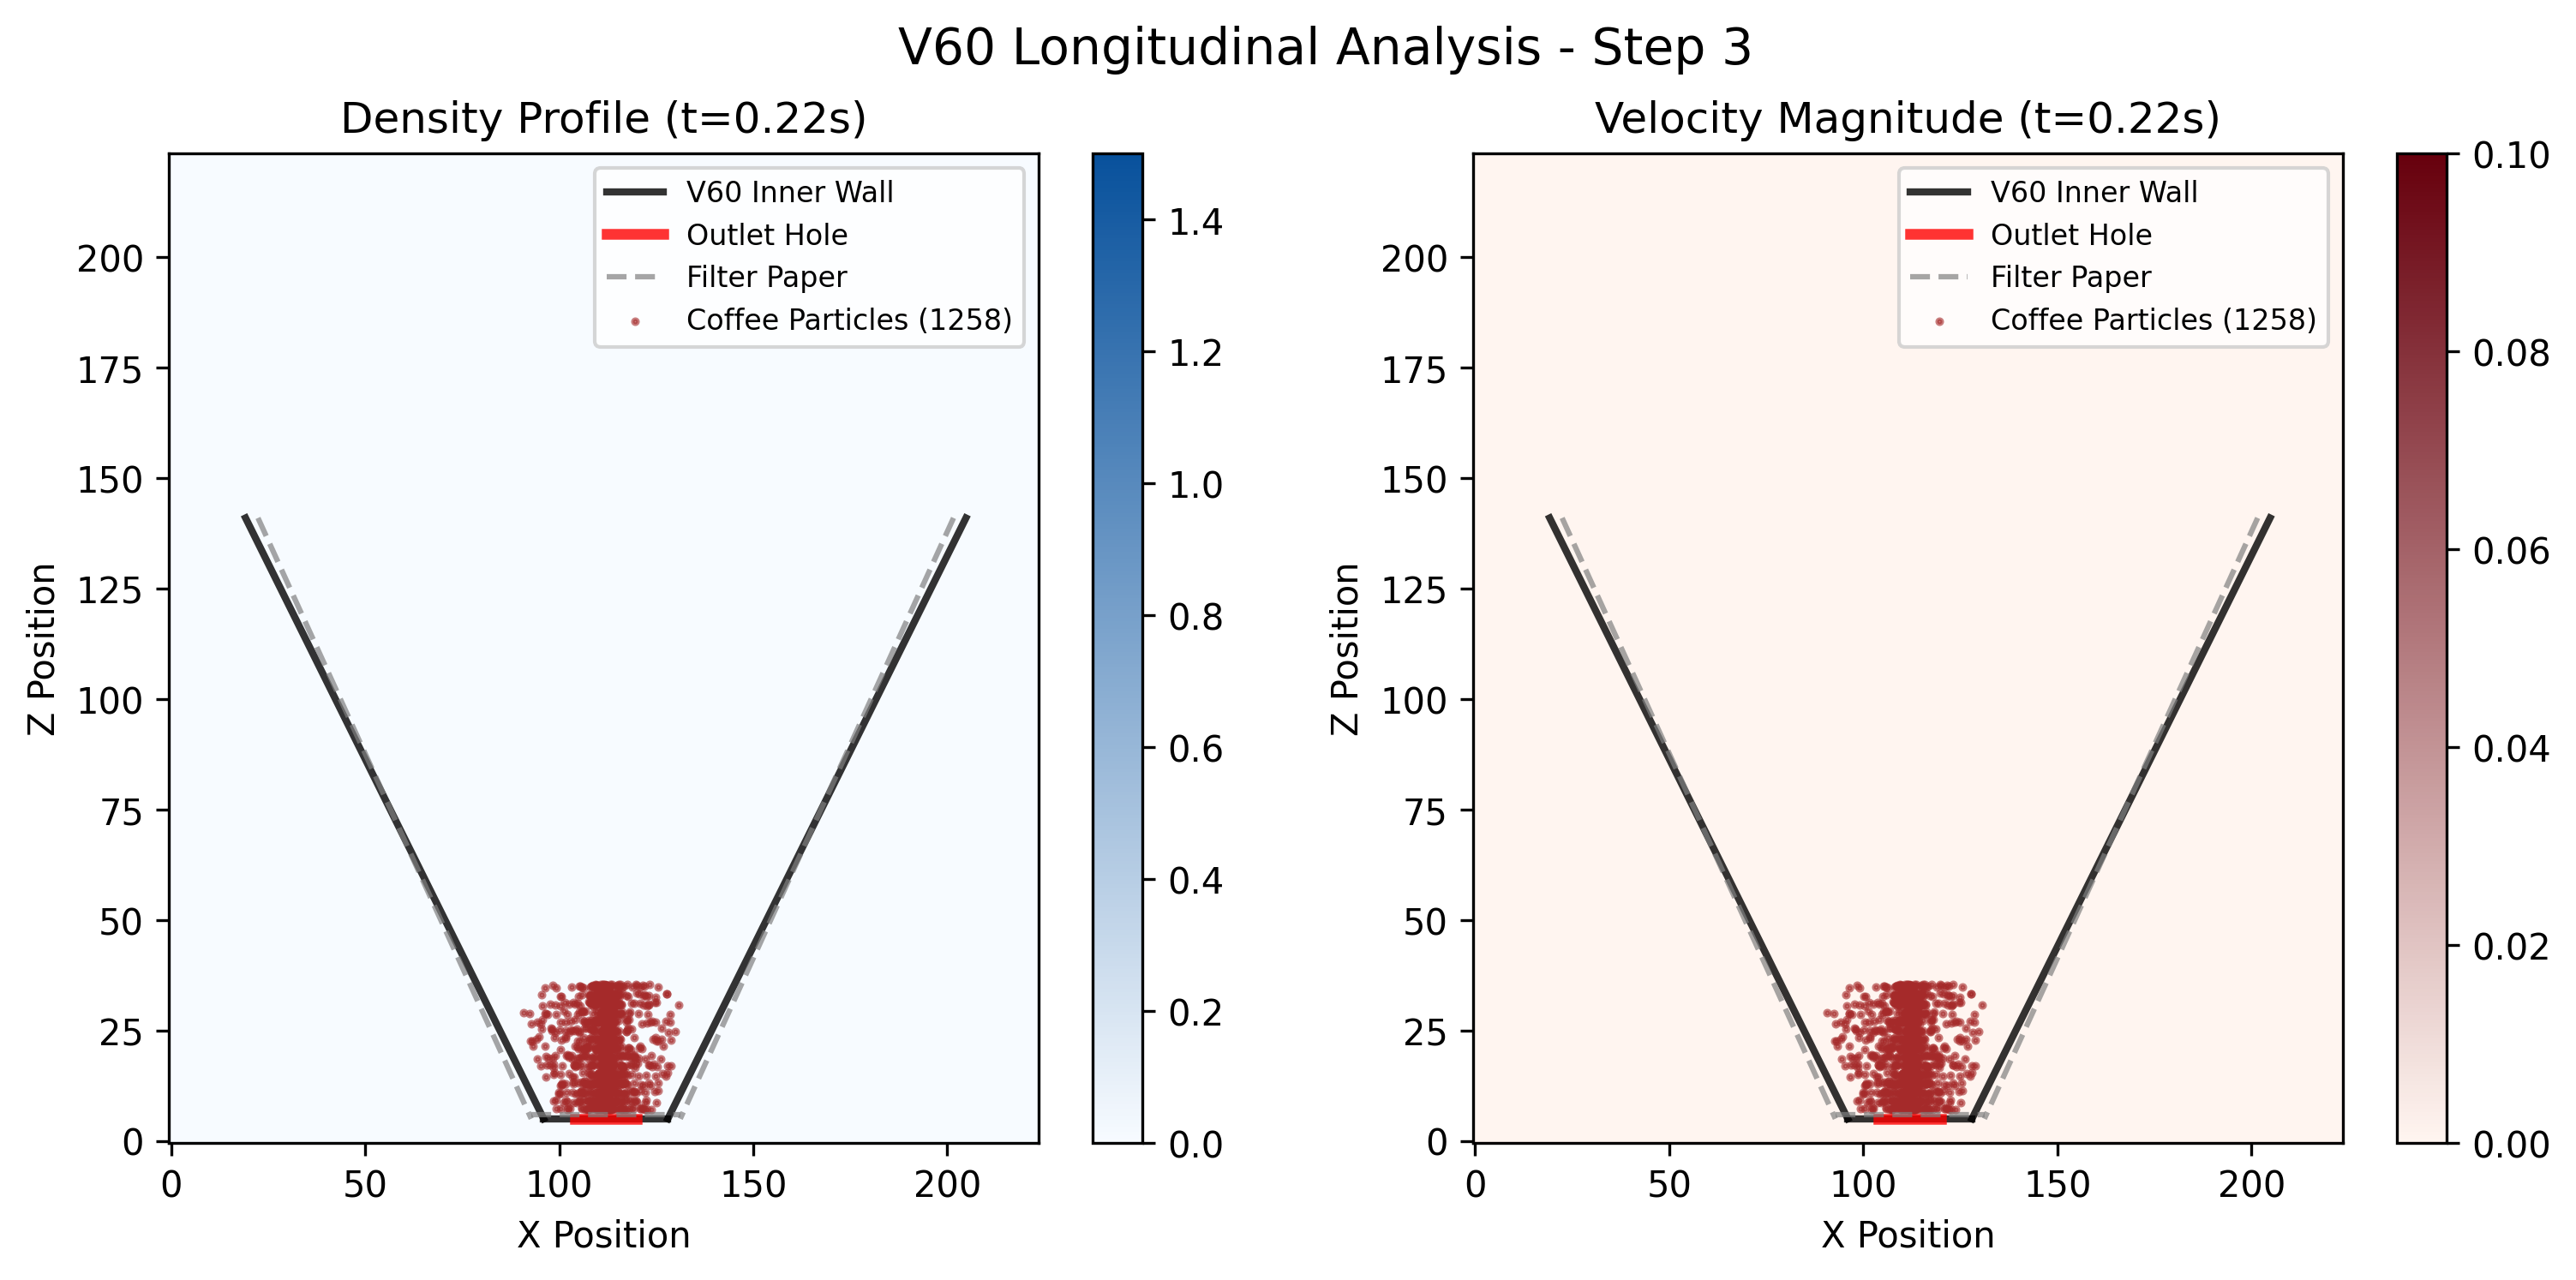 V60 Longitudinal Analysis - Step 3
Density Profile (t=0.22s)
V60 Inner Wall
Outlet Hole
Filter Paper
Coffee Particles (1258)
Z Position
200
175
150
125
100
75
50
25
0
0 50 100 150 200
X Position
1.4
1.2
1.0
0.8
0.6
0.4
0.2
0.0
Velocity Magnitude (t=0.22s)
V60 Inner Wall
Outlet Hole
Filter Paper
Coffee Particles (1258)
Z Position
200
175
150
125
100
75
50
25
0
0 50 100 150 200
X Position
0.10
0.08
0.06
0.04
0.02
0.00